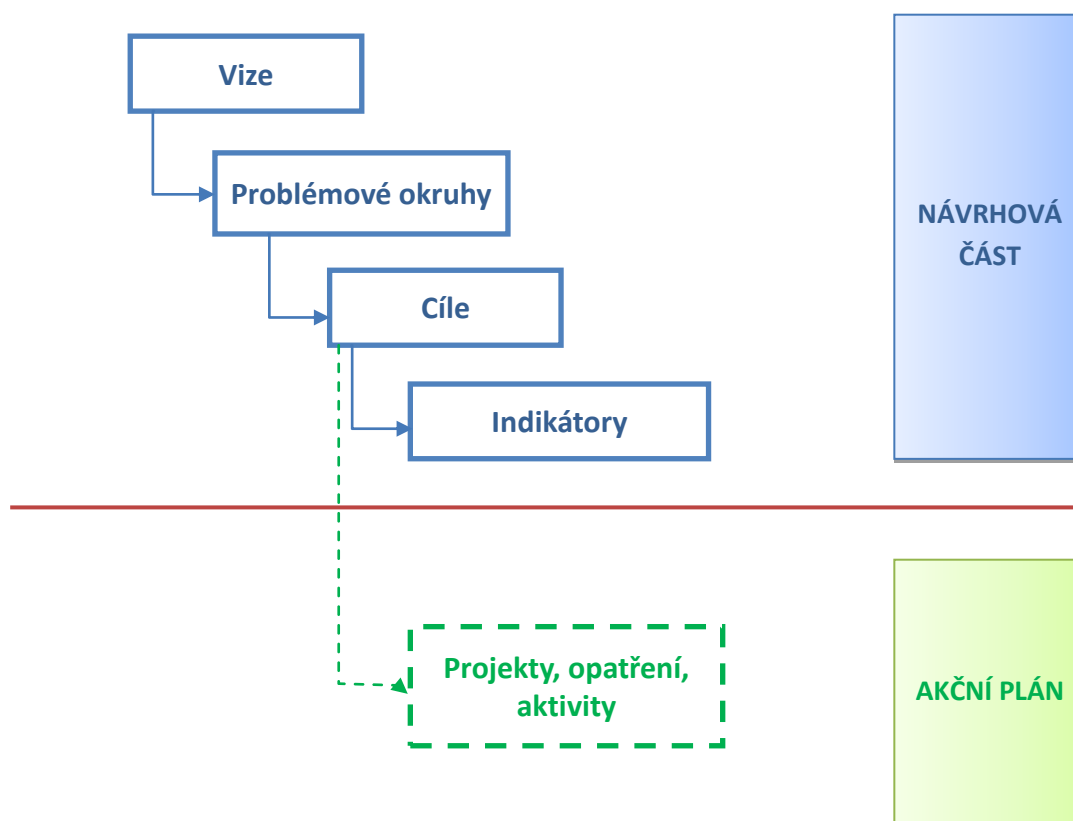 Vize
Problémové okruhy
NÁVRHOVÁ
ČÁST
Cíle
Indikátory
Projekty, opatření,
aktivity
AKČNÍ PLÁN